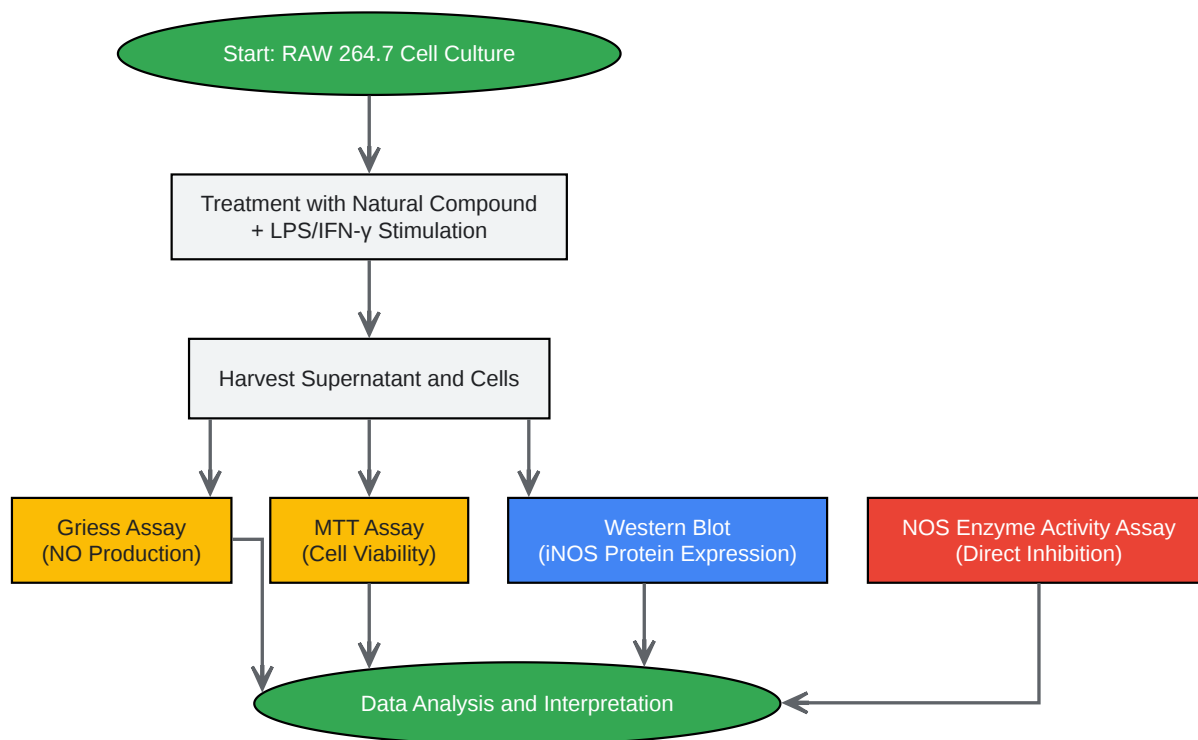 Start: RAW 264.7 Cell Culture
Treatment with Natural Compound
+ LPS/IFN-γ Stimulation
Harvest Supernatant and Cells
Griess Assay
(NO Production)
MTT Assay
(Cell Viability)
Western Blot
(iNOS Protein Expression)
NOS Enzyme Activity Assay
(Direct Inhibition)
Data Analysis and Interpretation